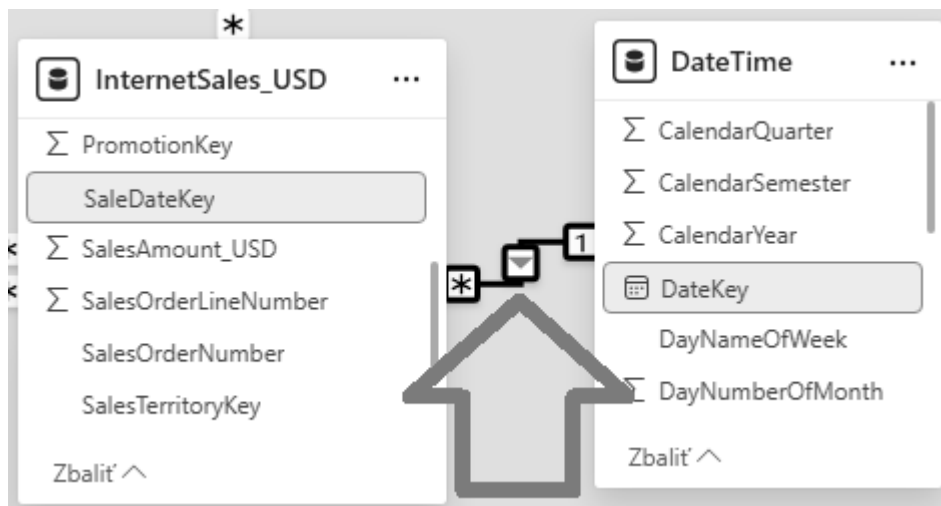 *
InternetSales_USD ...
∑ PromotionKey
SaleDateKey
∑ SalesAmount_USD
∑ SalesOrderLineNumber
SalesOrderNumber
SalesTerritoryKey
Zbaliť
* 1
DateTime ...
∑ CalendarQuarter
∑ CalendarSemester
∑ CalendarYear
DateKey
DayNameOfWeek
∑ DayNumberOfMonth
Zbaliť